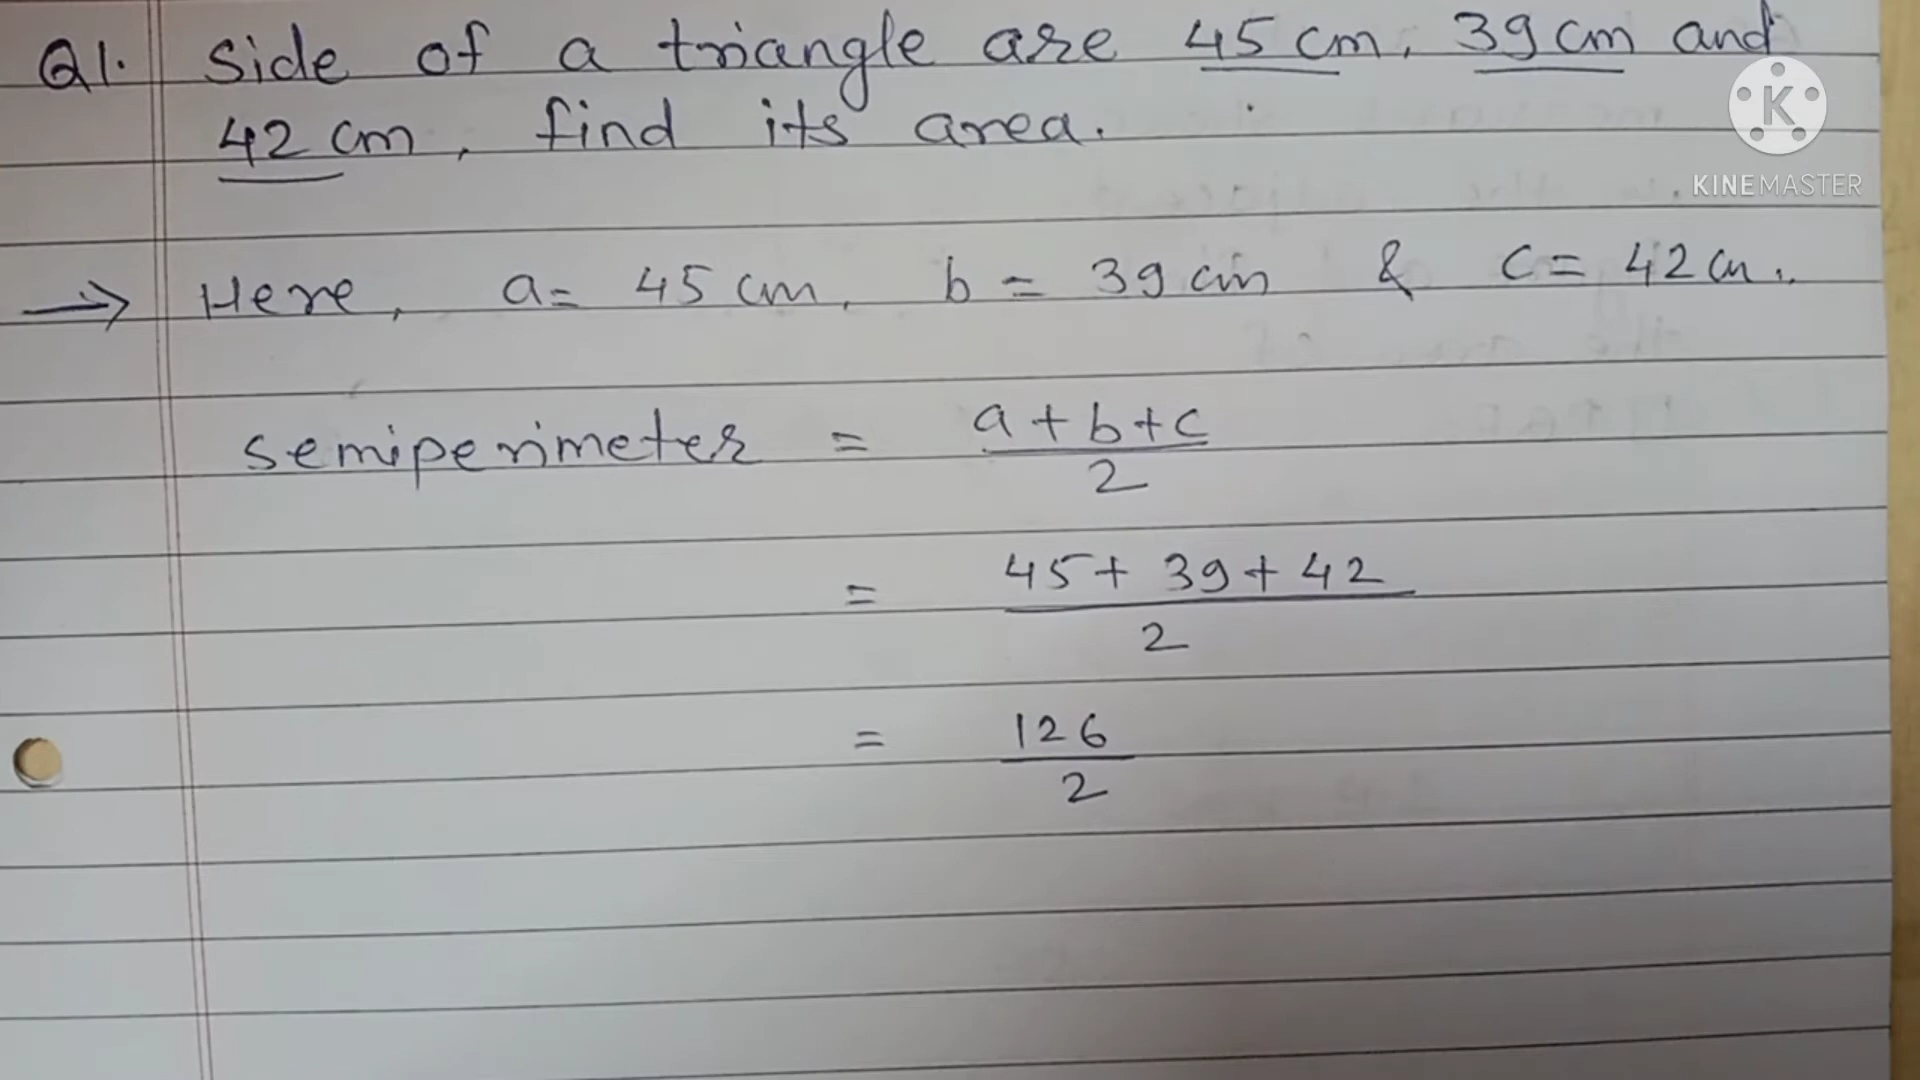 Q1. Side of a triangle are 45 cm, 39 cm and
42 cm, find its area.
KINEMASTER
→ Here, a= 45 cm, b = 39 cm & c = 42 cm.
semiperimeter = a+b+c
2
= 45+ 39+ 42
2
= 126
2